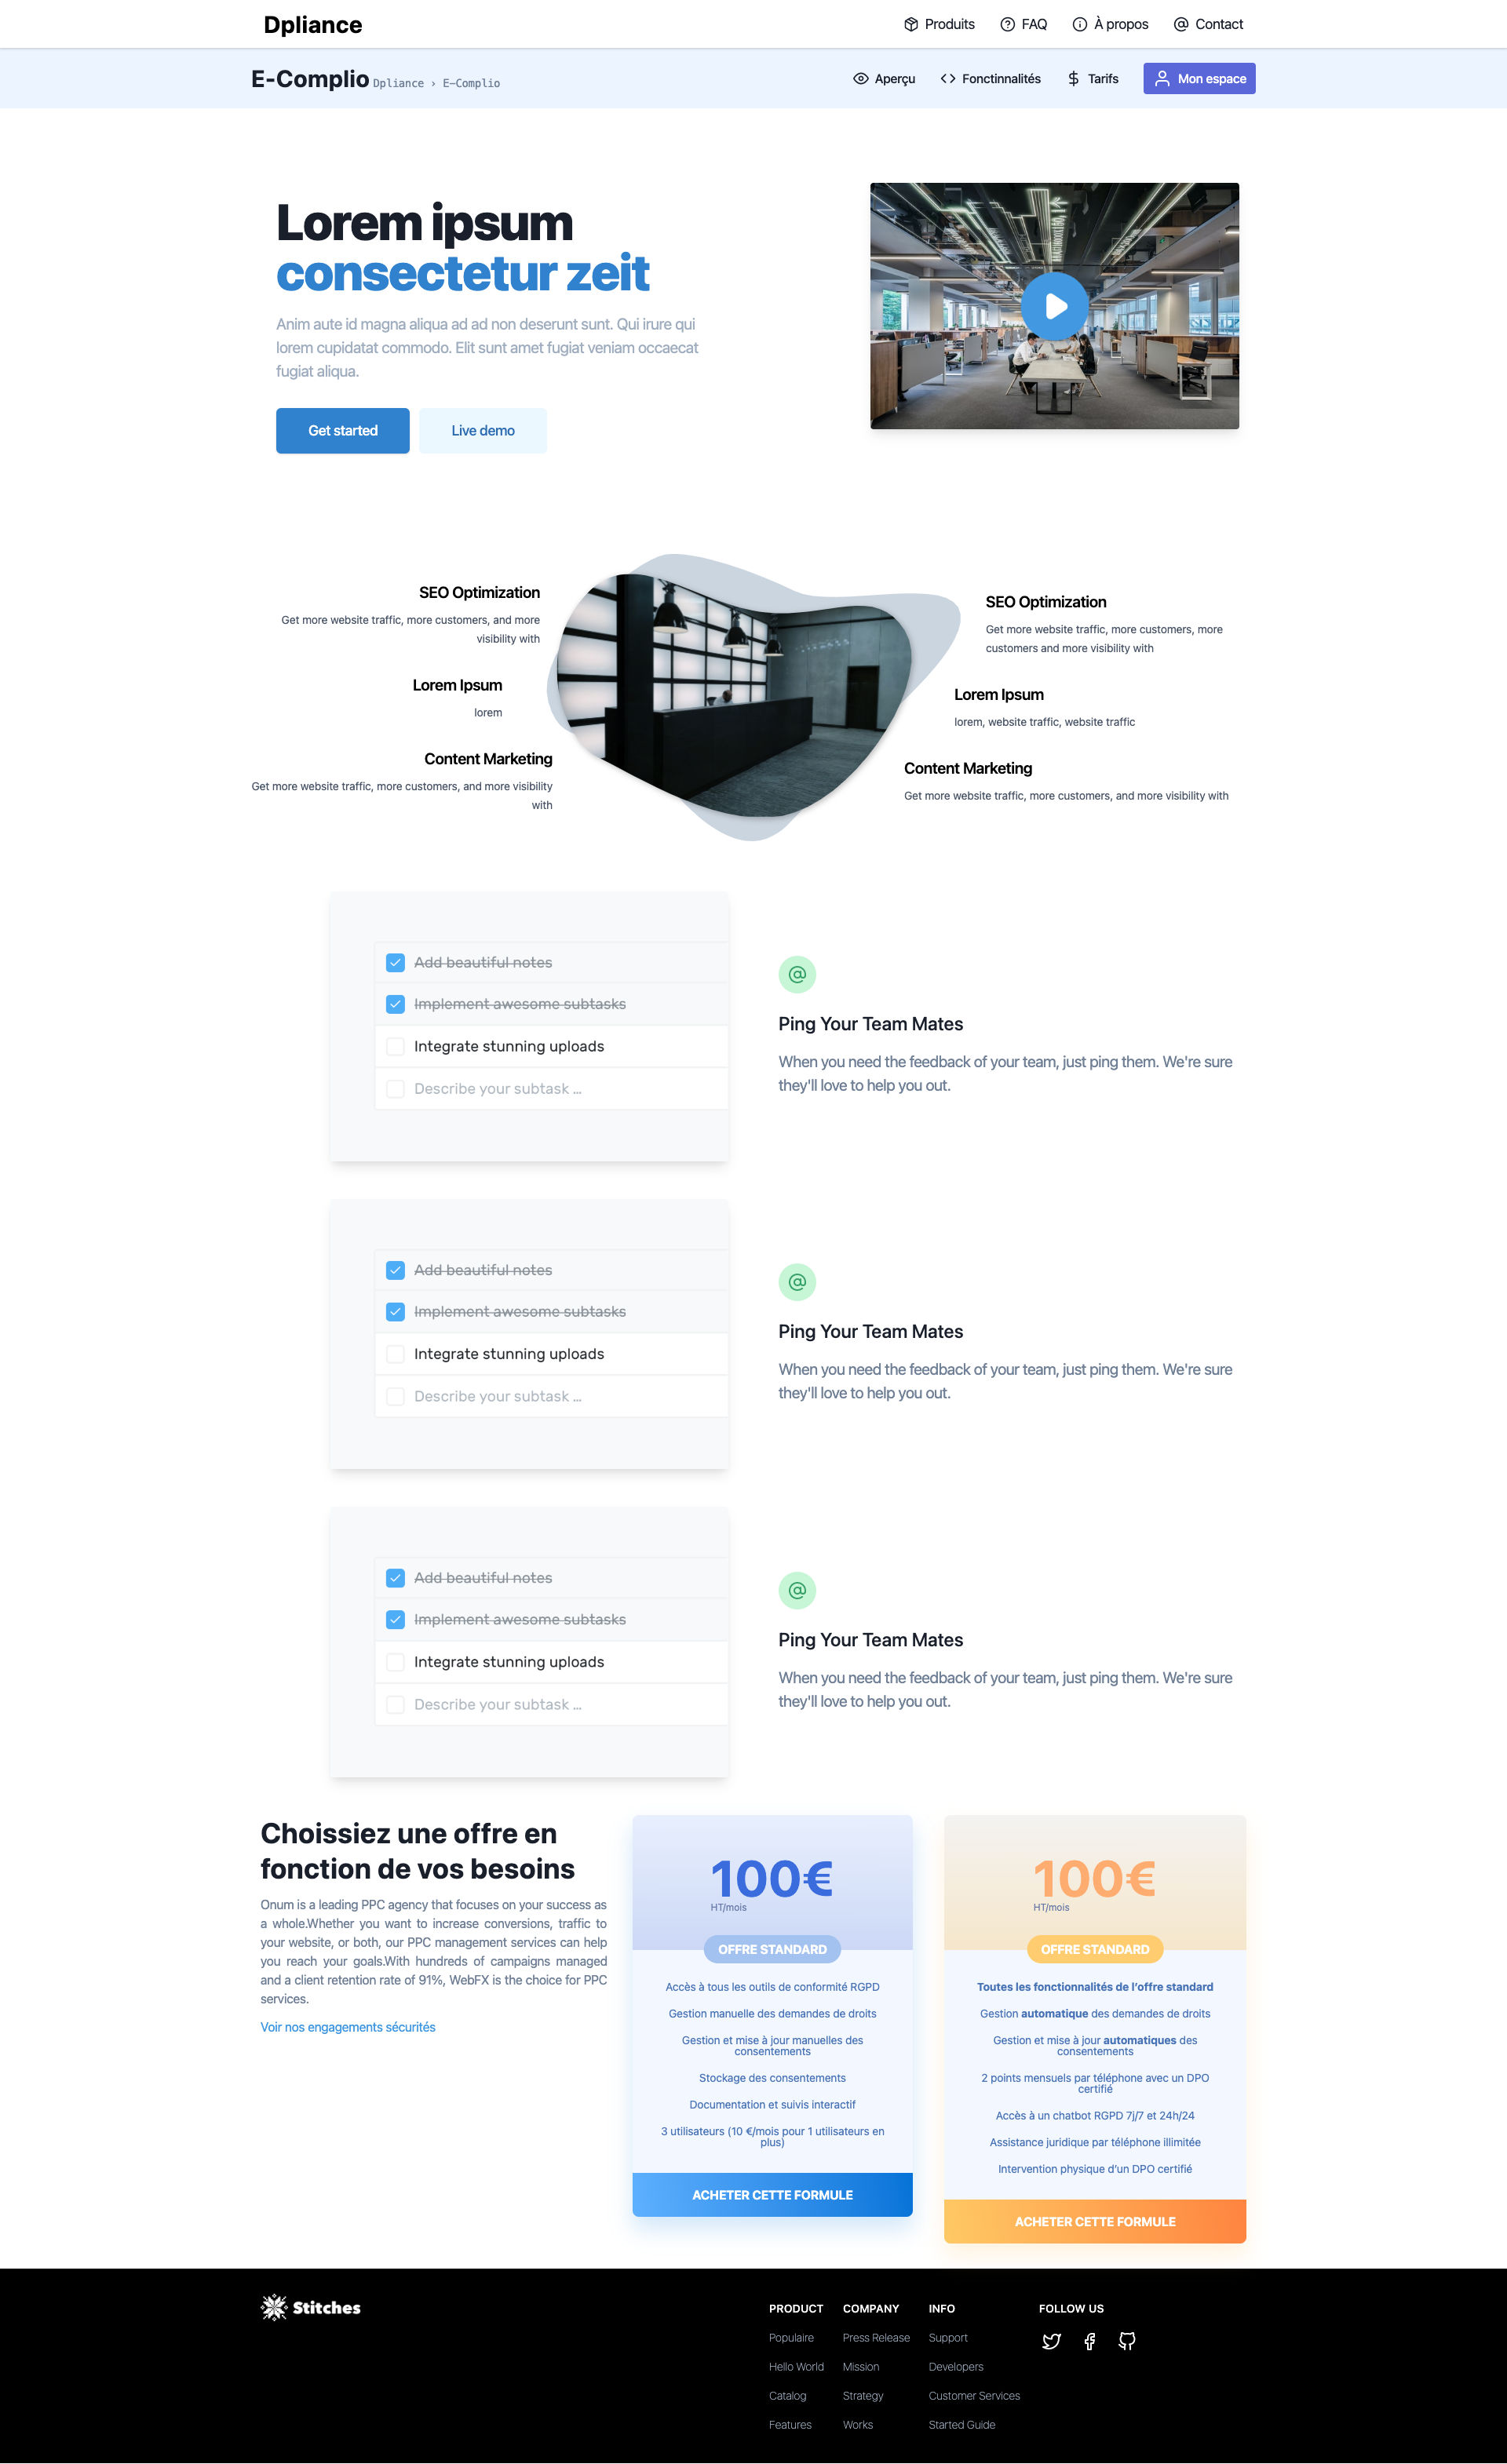 Dpliance
Produits
FAQ
À propos
Contact
E-Complio
Dpliance › E-Complio
Aperçu
Fonctinnalités
Tarifs
Mon espace
Lorem ipsum
consectetur zeit
Anim aute id magna aliqua ad ad non deserunt sunt. Qui irure qui
lorem cupidatat commodo. Elit sunt amet fugiat veniam occaecat
fugiat aliqua.
Get started
Live demo
SEO Optimization
Get more website traffic, more customers, and more
visibility with
Lorem Ipsum
lorem
Content Marketing
Get more website traffic, more customers, and more visibility
with
SEO Optimization
Get more website traffic, more customers, more
customers and more visibility with
Lorem Ipsum
lorem, website traffic, website traffic
Content Marketing
Get more website traffic, more customers, and more visibility with
Add beautiful notes
Implement awesome subtasks
Integrate stunning uploads
Describe your subtask ...
Ping Your Team Mates
When you need the feedback of your team, just ping them. We're sure
they'll love to help you out.
Add beautiful notes
Implement awesome subtasks
Integrate stunning uploads
Describe your subtask ...
Ping Your Team Mates
When you need the feedback of your team, just ping them. We're sure
they'll love to help you out.
Add beautiful notes
Implement awesome subtasks
Integrate stunning uploads
Describe your subtask ...
Ping Your Team Mates
When you need the feedback of your team, just ping them. We're sure
they'll love to help you out.
Choissiez une offre en
fonction de vos besoins
Onum is a leading PPC agency that focuses on your success as
a whole.Whether you want to increase conversions, traffic to
your website, or both, our PPC management services can help
you reach your goals.With hundreds of campaigns managed
and a client retention rate of 91%, WebFX is the choice for PPC
services.
Voir nos engagements sécurités
100€
HT/mois
OFFRE STANDARD
Accès à tous les outils de conformité RGPD
Gestion manuelle des demandes de droits
Gestion et mise à jour manuelles des
consentements
Stockage des consentements
Documentation et suivis interactif
3 utilisateurs (10 €/mois pour 1 utilisateurs en
plus)
ACHETER CETTE FORMULE
100€
HT/mois
OFFRE STANDARD
Toutes les fonctionnalités de l’offre standard
Gestion automatique des demandes de droits
Gestion et mise à jour automatiques des
consentements
2 points mensuels par téléphone avec un DPO
certifié
Accès à un chatbot RGPD 7j/7 et 24h/24
Assistance juridique par téléphone illimitée
Intervention physique d’un DPO certifié
ACHETER CETTE FORMULE
Stitches
PRODUCT
Populaire
Hello World
Catalog
Features
COMPANY
Press Release
Mission
Strategy
Works
INFO
Support
Developers
Customer Services
Started Guide
FOLLOW US